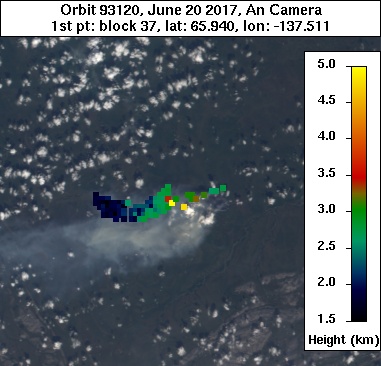 Orbit 93120, June 20 2017, An Camera
1st pt: block 37, lat: 65.940, lon: -137.511
5.0
4.5
4.0
3.5
3.0
2.5
2.0
1.5
Height (km)